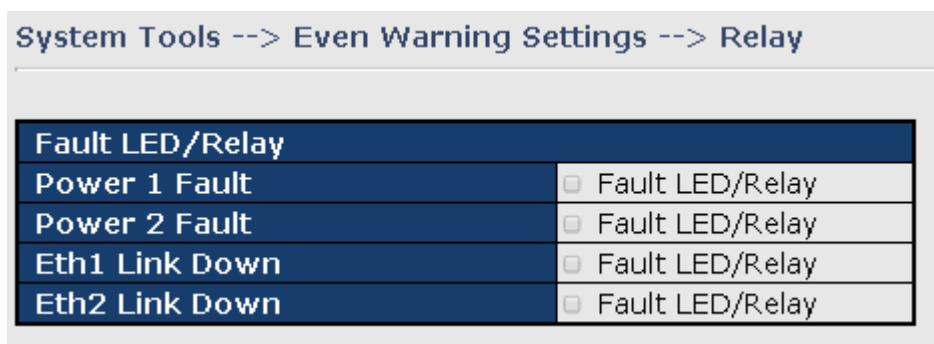 System Tools --> Even Warning Settings --> Relay
Fault LED/Relay
Power 1 Fault Fault LED/Relay
Power 2 Fault Fault LED/Relay
Eth1 Link Down Fault LED/Relay
Eth2 Link Down Fault LED/Relay